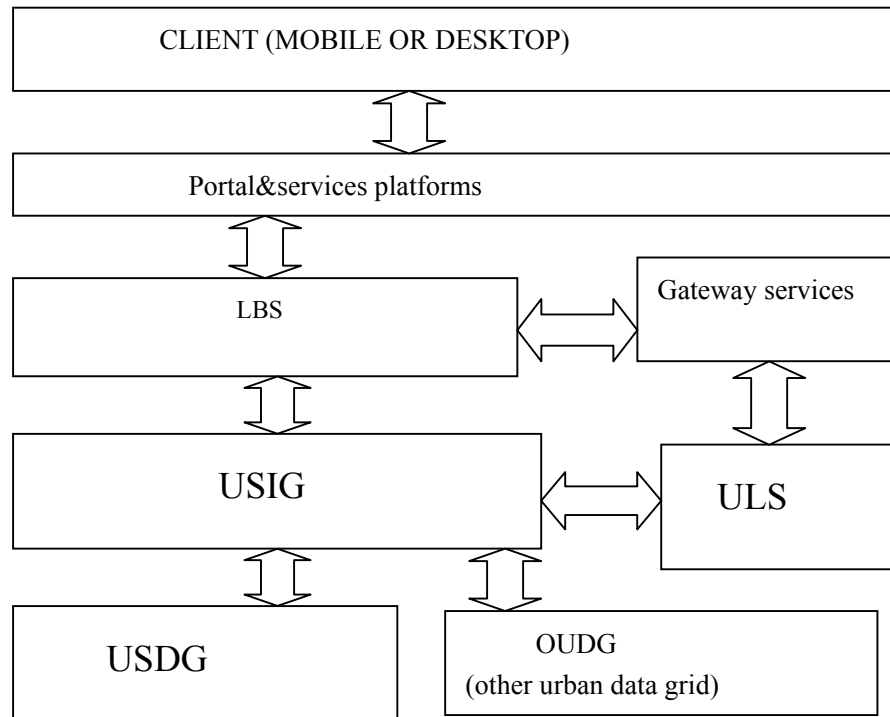 CLIENT (MOBILE OR DESKTOP)
Portal&services platforms
LBS
Gateway services
USIG
ULS
USDG
OUDG
(other urban data grid)